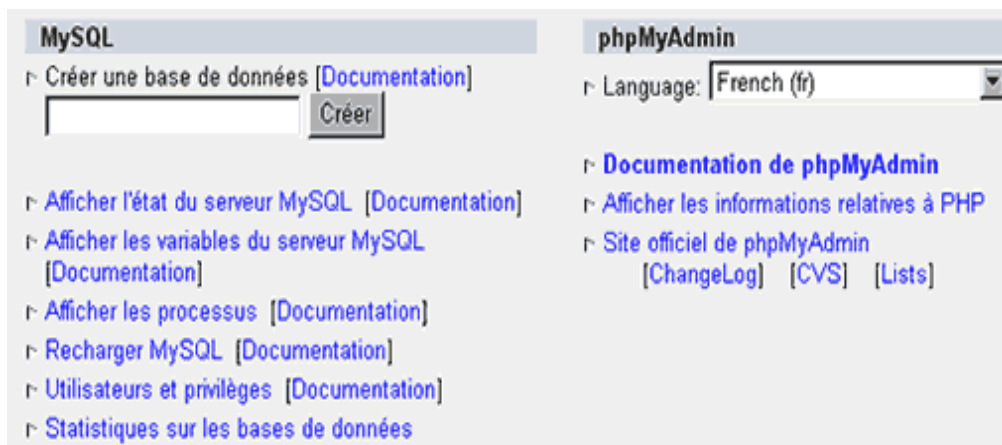 MySQL
Créer une base de données [Documentation]
Créer
Afficher l'état du serveur MySQL [Documentation]
Afficher les variables du serveur MySQL
[Documentation]
Afficher les processus [Documentation]
Recharger MySQL [Documentation]
Utilisateurs et privilèges [Documentation]
Statistiques sur les bases de données
phpMyAdmin
Language: French (fr)
Documentation de phpMyAdmin
Afficher les informations relatives à PHP
Site officiel de phpMyAdmin
[ChangeLog] [CVS] [Lists]